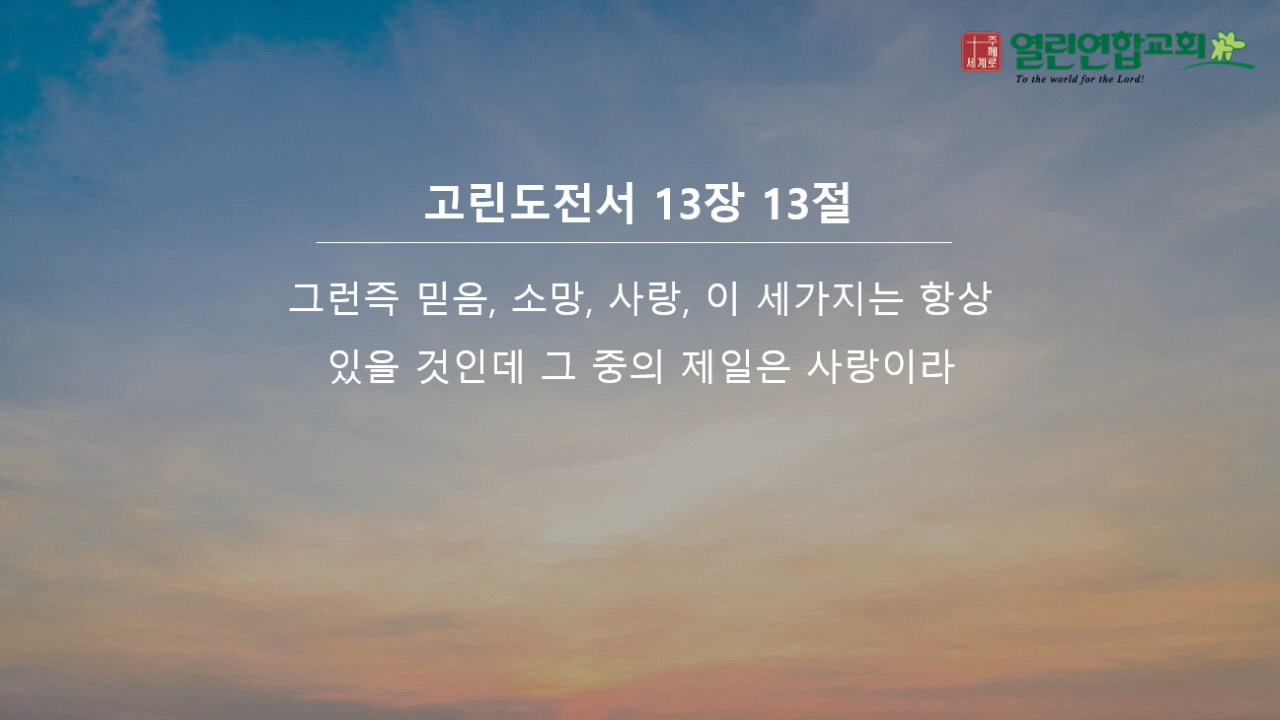 주께
세계로
열린연합교회
To the world for the Lord!
고린도전서 13장 13절
그런즉 믿음, 소망, 사랑, 이 세가지는 항상
있을 것인데 그 중의 제일은 사랑이라